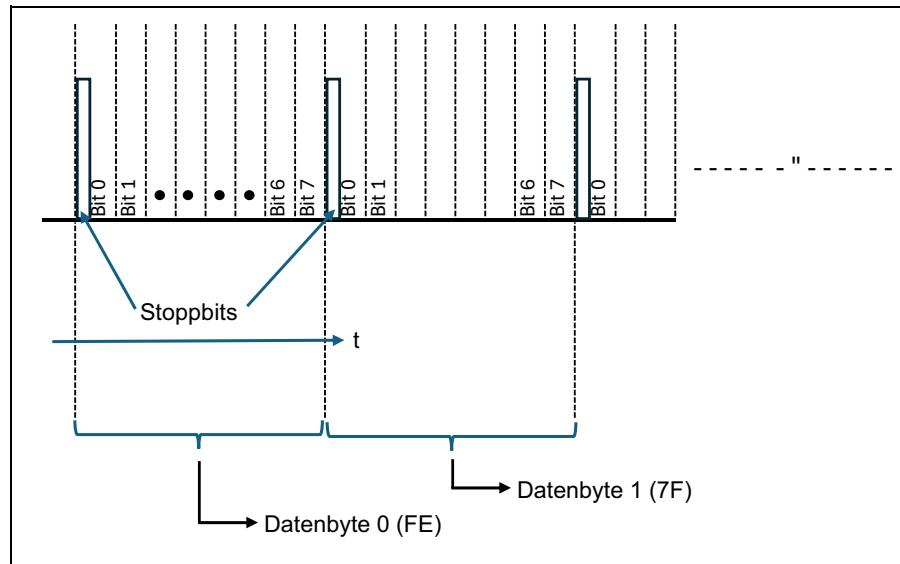 Bit 0
Bit 1
Bit 6
Bit 7
Bit 0
Bit 1
Bit 6
Bit 7
Bit 0
- - - - - - " - - - - - -
Stoppbits
t
Datenbyte 1 (7F)
Datenbyte 0 (FE)